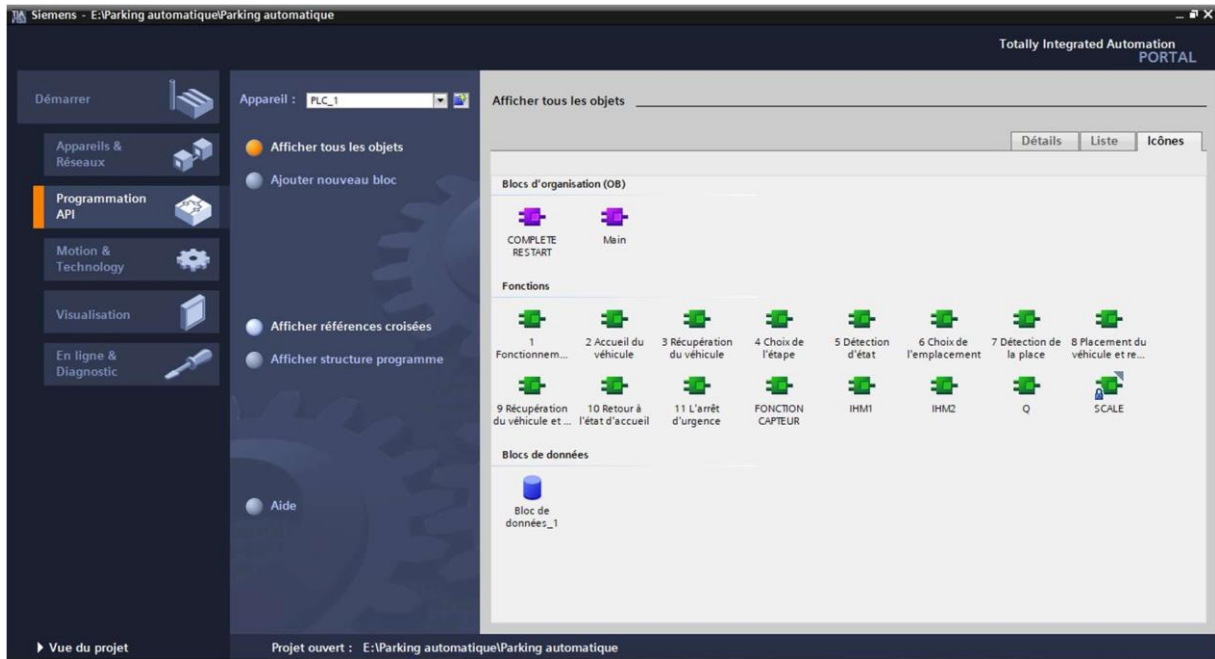 Siemens - E:\Parking automatique\Parking automatique
Totally Integrated Automation
PORTAL
Démarrer
Appareils &
Réseaux
Programmation
API
Motion &
Technology
Visualisation
En ligne &
Diagnostic
Vue du projet
Appareil :
PLC_1
Afficher tous les objets
Ajouter nouveau bloc
Afficher références croisées
Afficher structure programme
Aide
Afficher tous les objets
Détails
Liste
Icônes
Blocs d'organisation (OB)
COMPLETE
RESTART
Main
Fonctions
1
Fonctionnem...
2 Accueil du
véhicule
3 Récupération
du véhicule
4 Choix de
l'étape
5 Détection
d'état
6 Choix de
l'emplacement
7 Détection de
la place
8 Placement du
véhicule et re...
9 Récupération
du véhicule et ...
10 Retour à
l'état d'accueil
11 L'arrêt
d'urgence
FONCTION
CAPTEUR
IHM1
IHM2
Q
SCALE
Blocs de données
Bloc de
données_1
Projet ouvert : E:\Parking automatique\Parking automatique